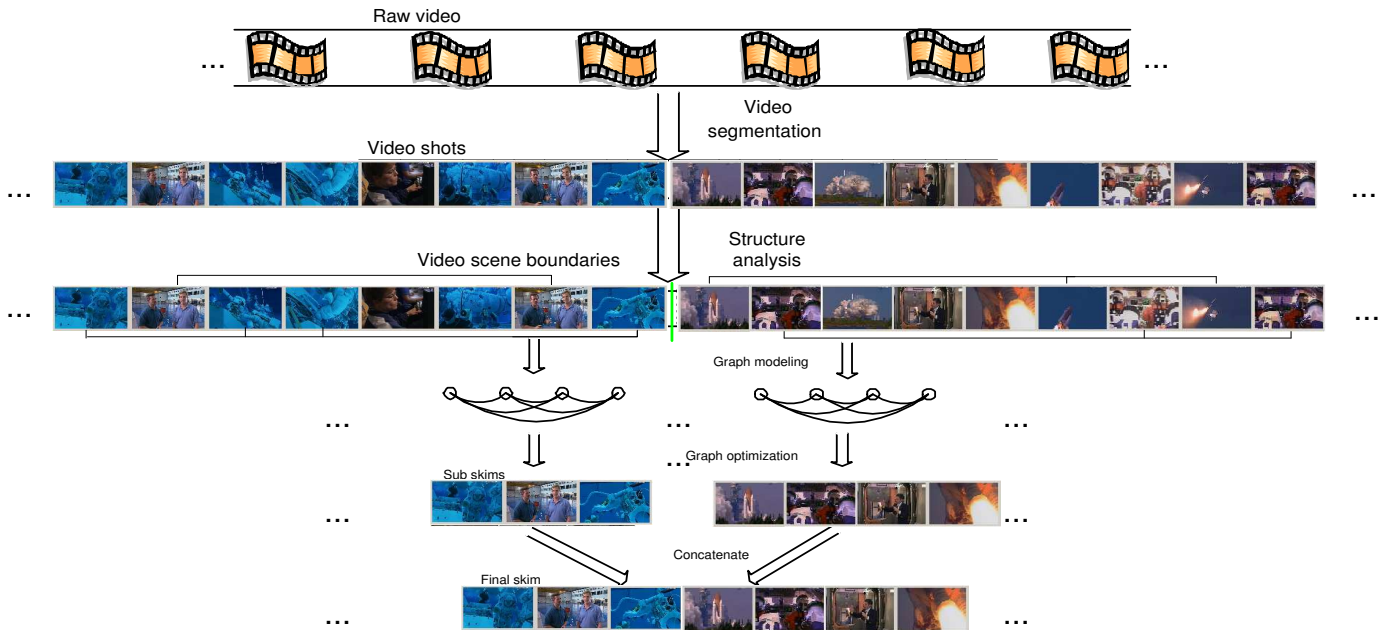 Raw video
...
...
Video
segmentation
Video shots
...
...
Structure
analysis
Video scene boundaries
...
...
Graph modeling
...
...
...
...
Graph optimization
Sub skims
...
...
Concatenate
Final skim
...
...